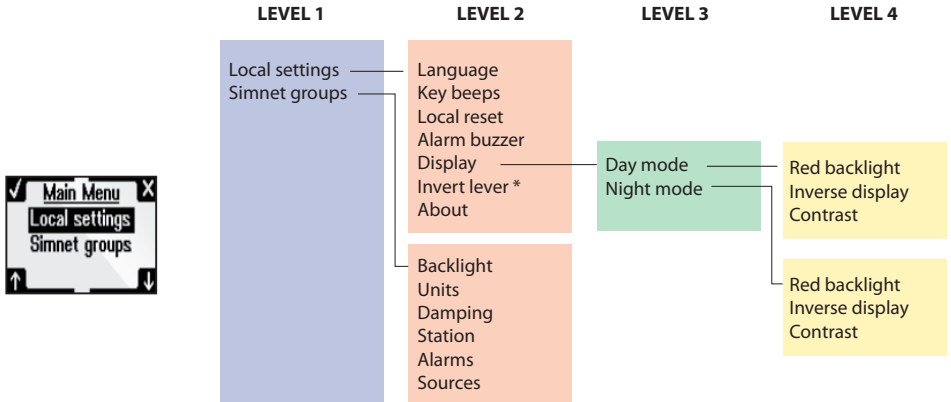 LEVEL 1 LEVEL 2 LEVEL 3 LEVEL 4
Main Menu
Local settings
Simnet groups
Local settings
Simnet groups
Language
Key beeps
Local reset
Alarm buzzer
Display
Invert lever *
About
Backlight
Units
Damping
Station
Alarms
Sources
Day mode
Night mode
Red backlight
Inverse display
Contrast
Red backlight
Inverse display
Contrast